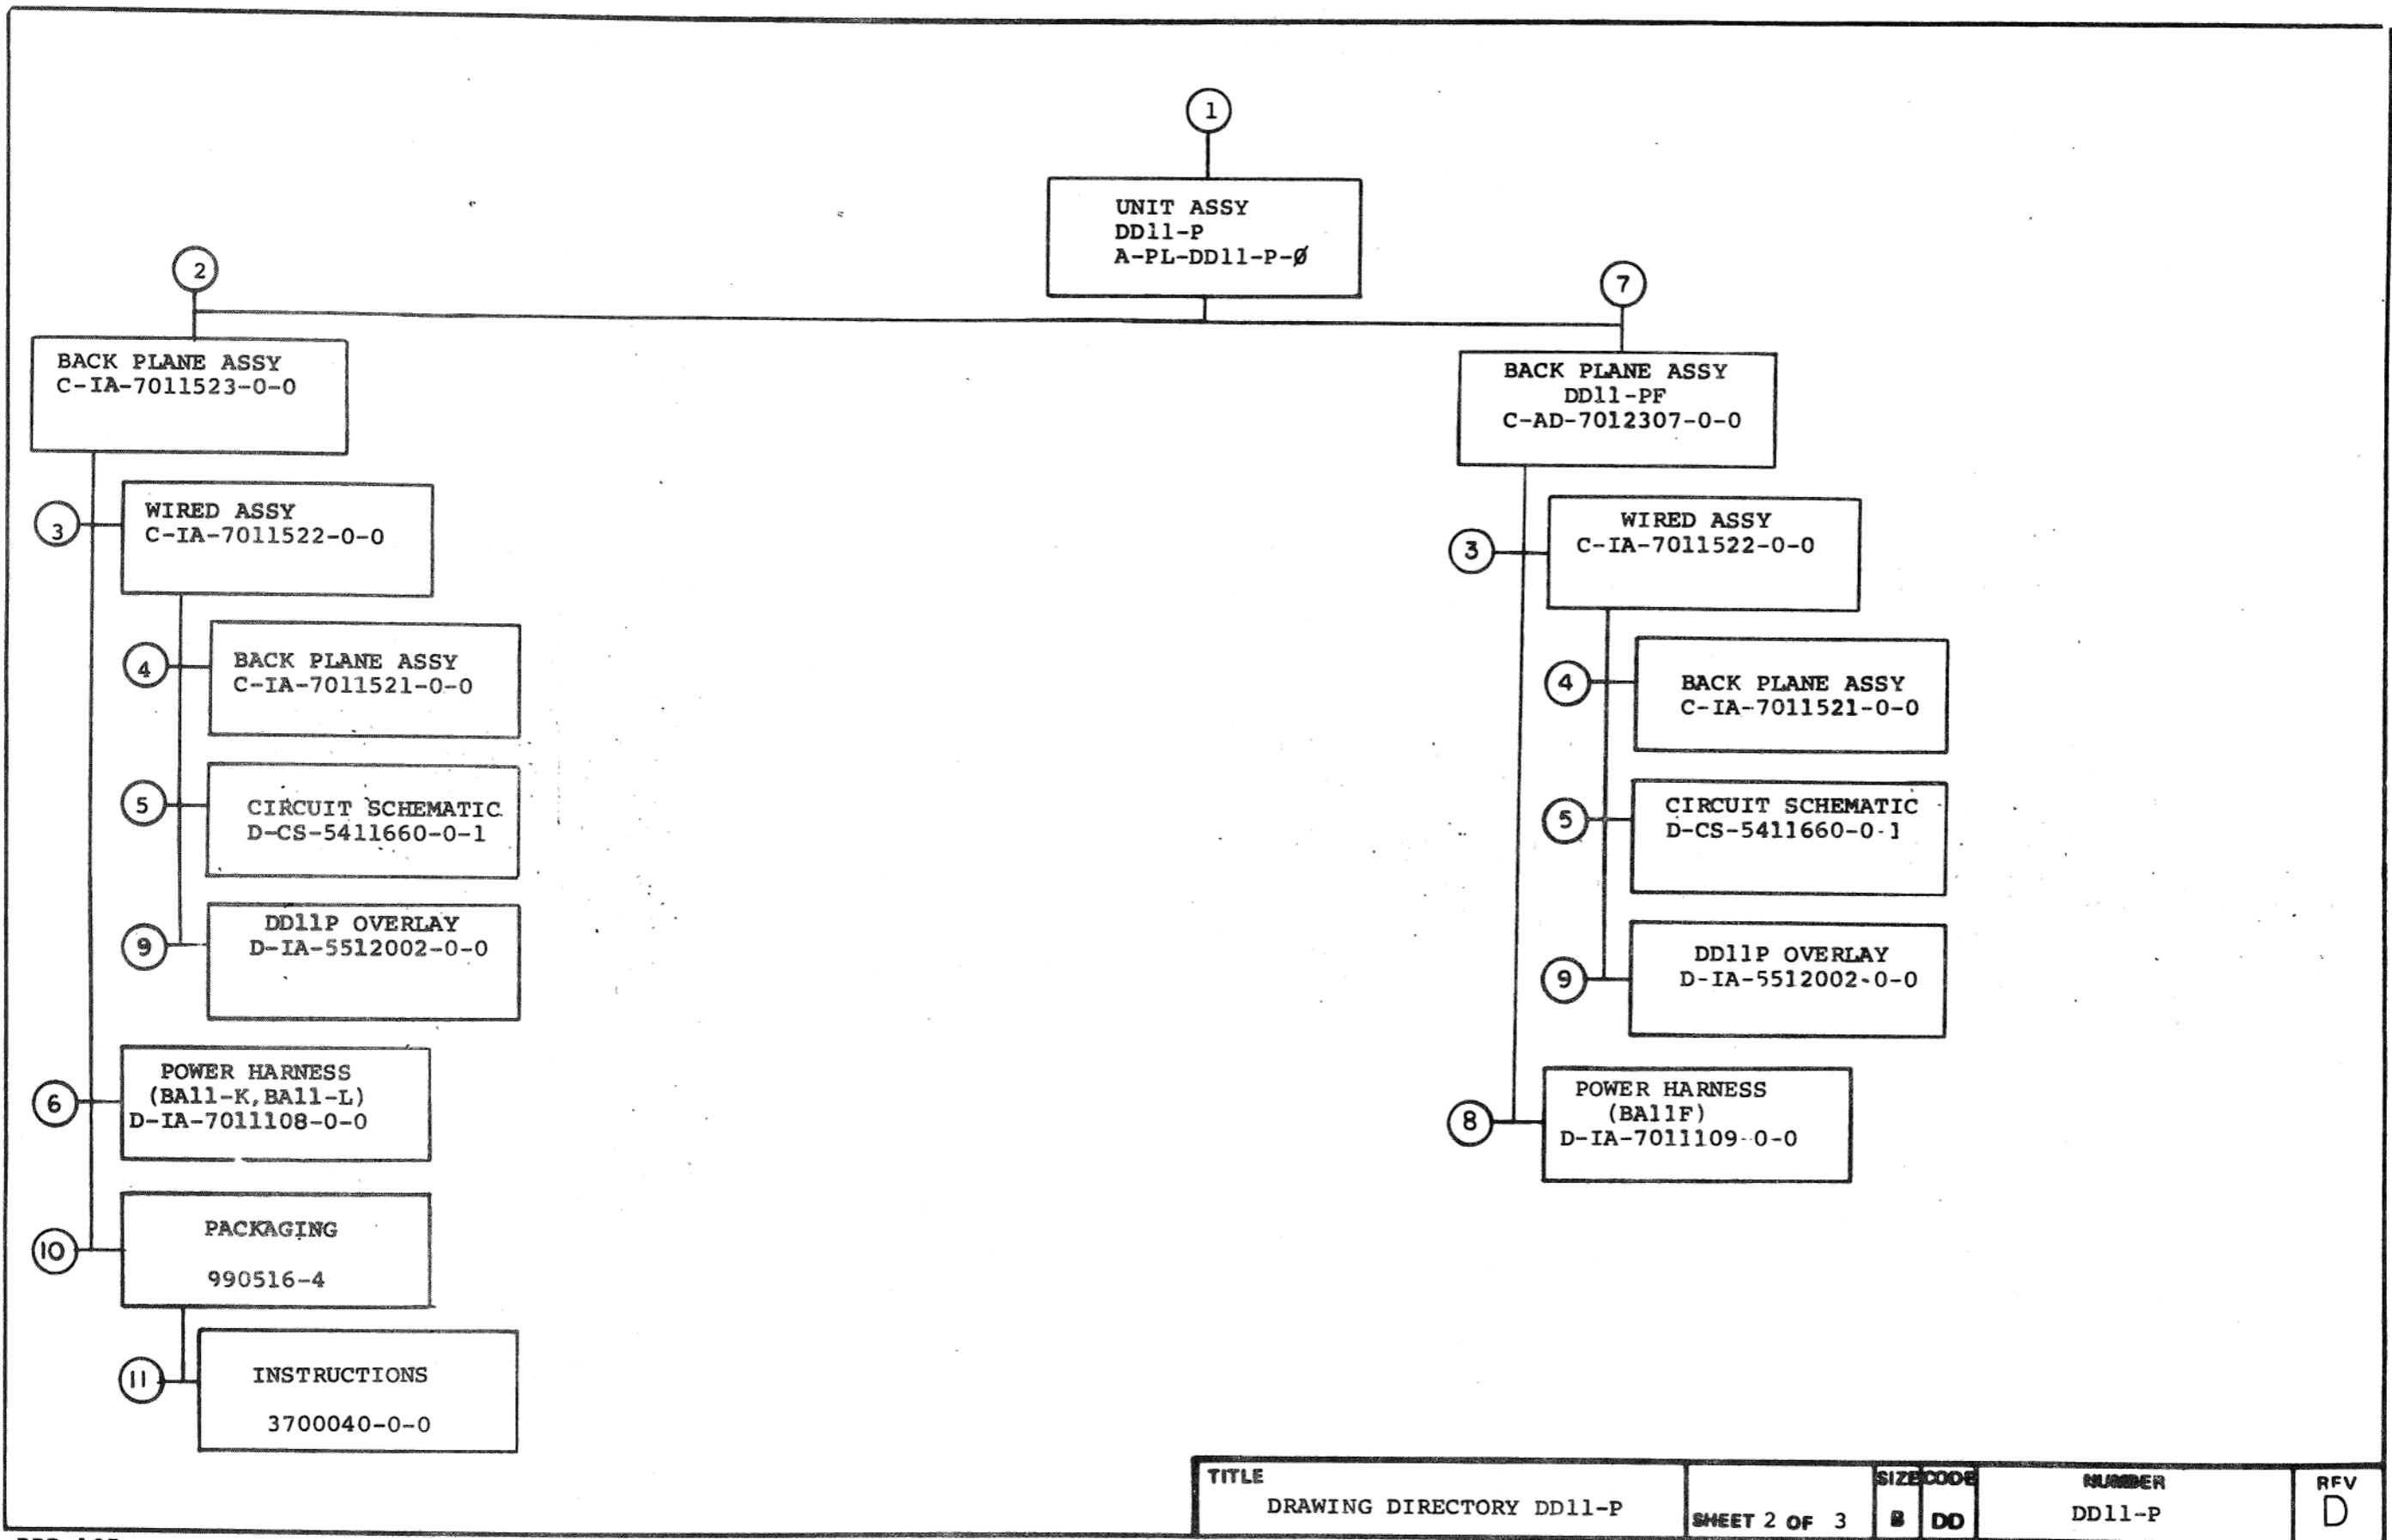 1
UNIT ASSY
DD11-P
A-PL-DD11-P-Ø
2
BACK PLANE ASSY
C-IA-7011523-0-0
3
WIRED ASSY
C-IA-7011522-0-0
4
BACK PLANE ASSY
C-IA-7011521-0-0
5
CIRCUIT SCHEMATIC
D-CS-5411660-0-1
9
DD11P OVERLAY
D-IA-5512002-0-0
6
POWER HARNESS
(BA11-K,BA11-L)
D-IA-7011108-0-0
10
PACKAGING
990516-4
11
INSTRUCTIONS
3700040-0-0
7
BACK PLANE ASSY
DD11-PF
C-AD-7012307-0-0
3
WIRED ASSY
C-IA-7011522-0-0
4
BACK PLANE ASSY
C-IA-7011521-0-0
5
CIRCUIT SCHEMATIC
D-CS-5411660-0-1
9
DD11P OVERLAY
D-IA-5512002-0-0
8
POWER HARNESS
(BA11F)
D-IA-7011109-0-0
TITLE
DRAWING DIRECTORY DD11-P
SHEET 2 OF 3
SIZE
B
CODE
DD
NUMBER
DD11-P
REV
D